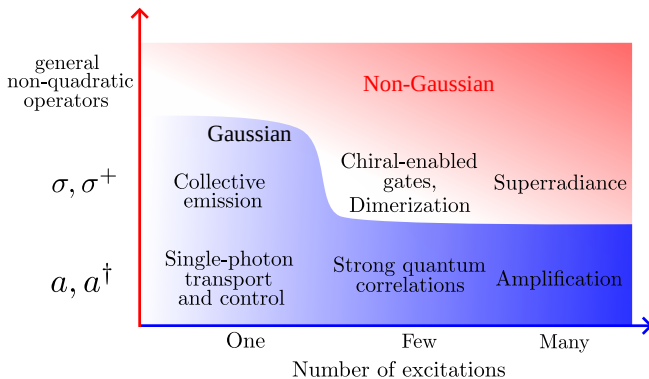 general
non-quadratic
operators
Non-Gaussian
Gaussian
σ, σ⁺
Collective
emission
Chiral-enabled
gates,
Dimerization
Superradiance
a, a†
Single-photon
transport
and control
Strong quantum
correlations
Amplification
One
Few
Many
Number of excitations